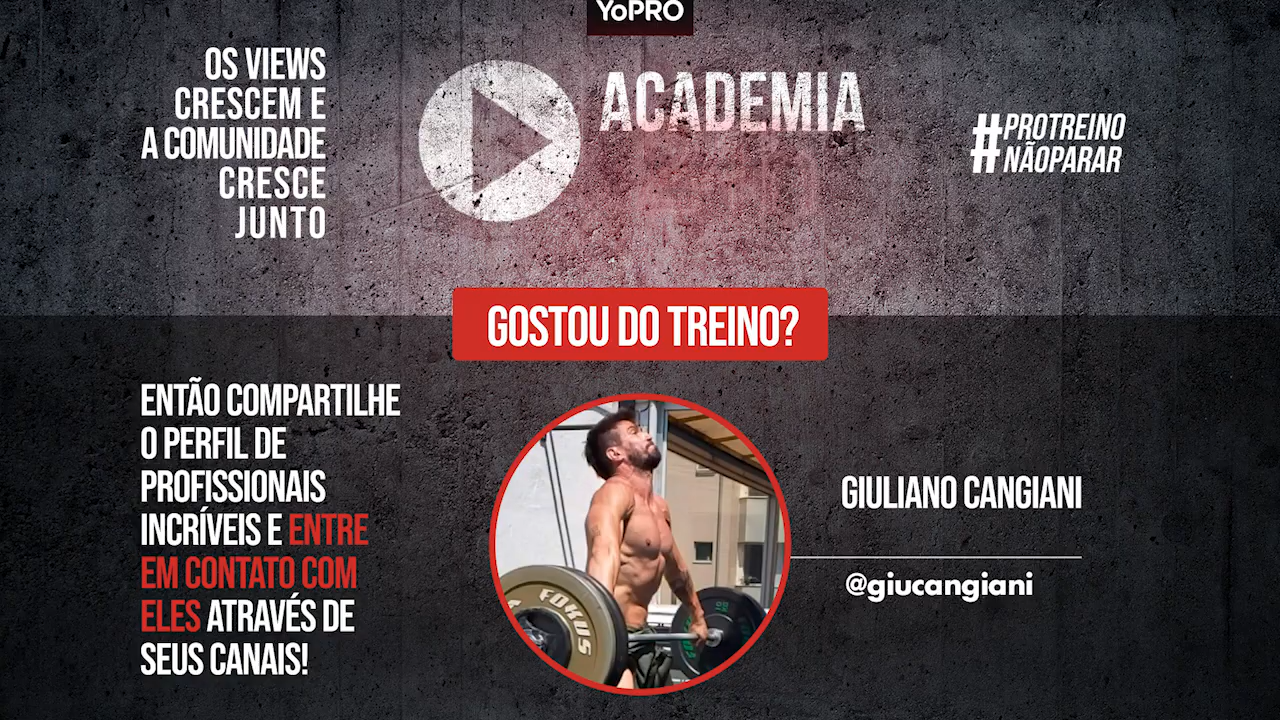 YoPRO
OS VIEWS
CRESCEM E
A COMUNIDADE
CRESCE
JUNTO
ACADEMIA
#PROTREINO
NÃOPARAR
GOSTOU DO TREINO?
ENTÃO COMPARTILHE
O PERFIL DE
PROFISSIONAIS
INCRÍVEIS E ENTRE
EM CONTATO COM
ELES ATRAVÉS DE
SEUS CANAIS!
FOKUS
GIULIANO CANGIANI
@giucangiani